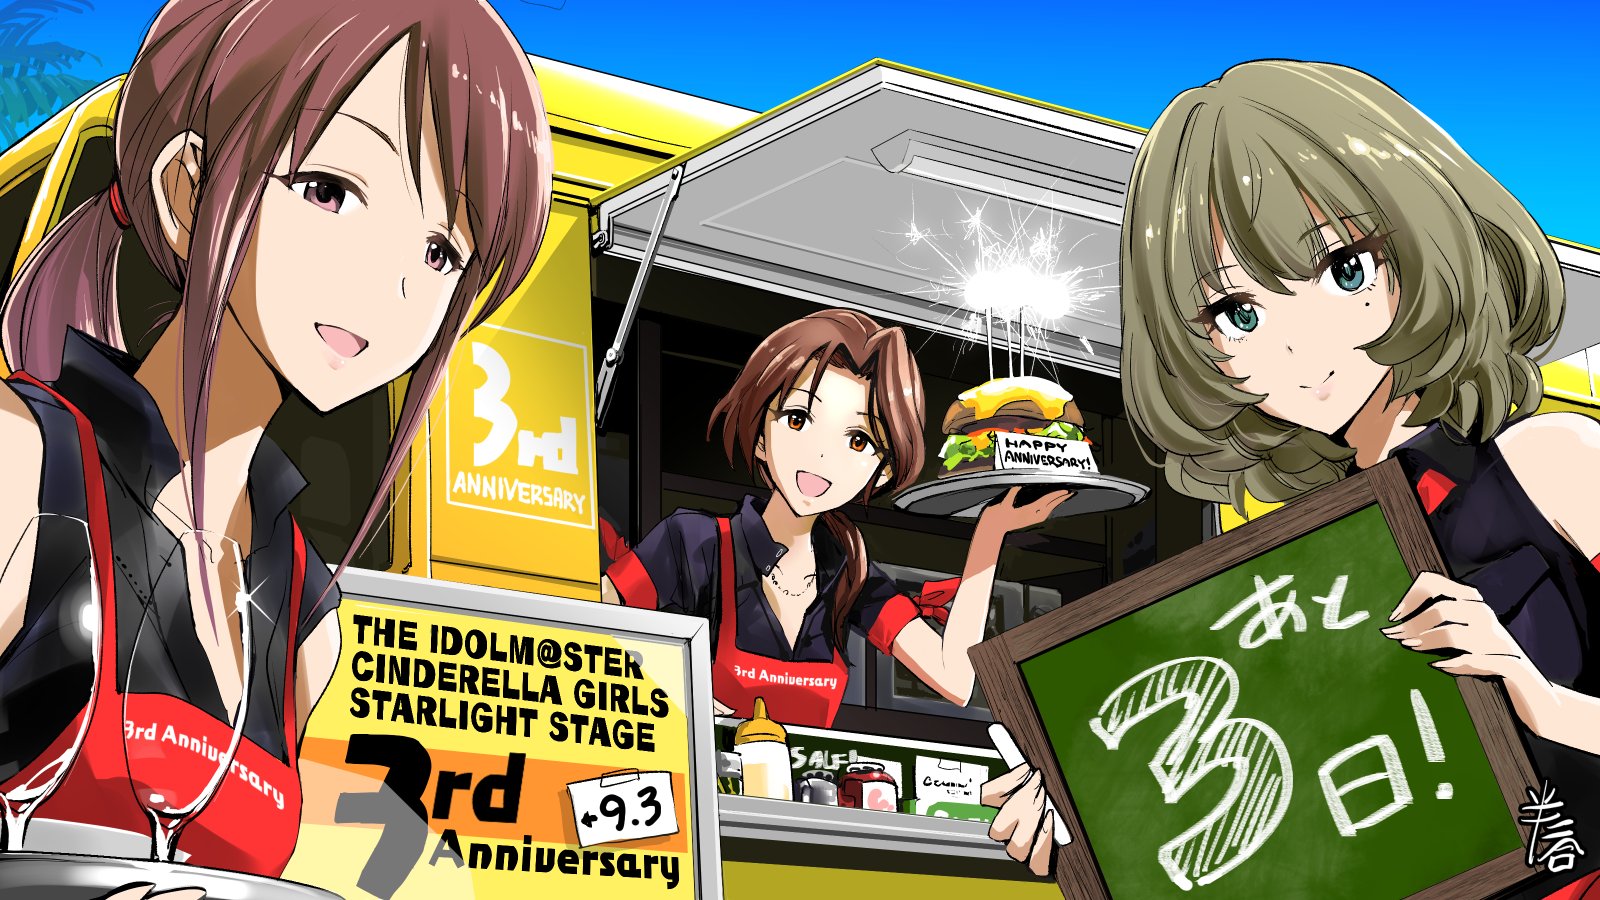 3rd
ANNIVERSARY
HAPPY
ANNIVERSARY!
3rd Anniversary
3rd Anniversary
THE IDOLM@STER
CINDERELLA GIRLS
STARLIGHT STAGE
3rd
Anniversary
←9.3
SALE!
あと
3日!